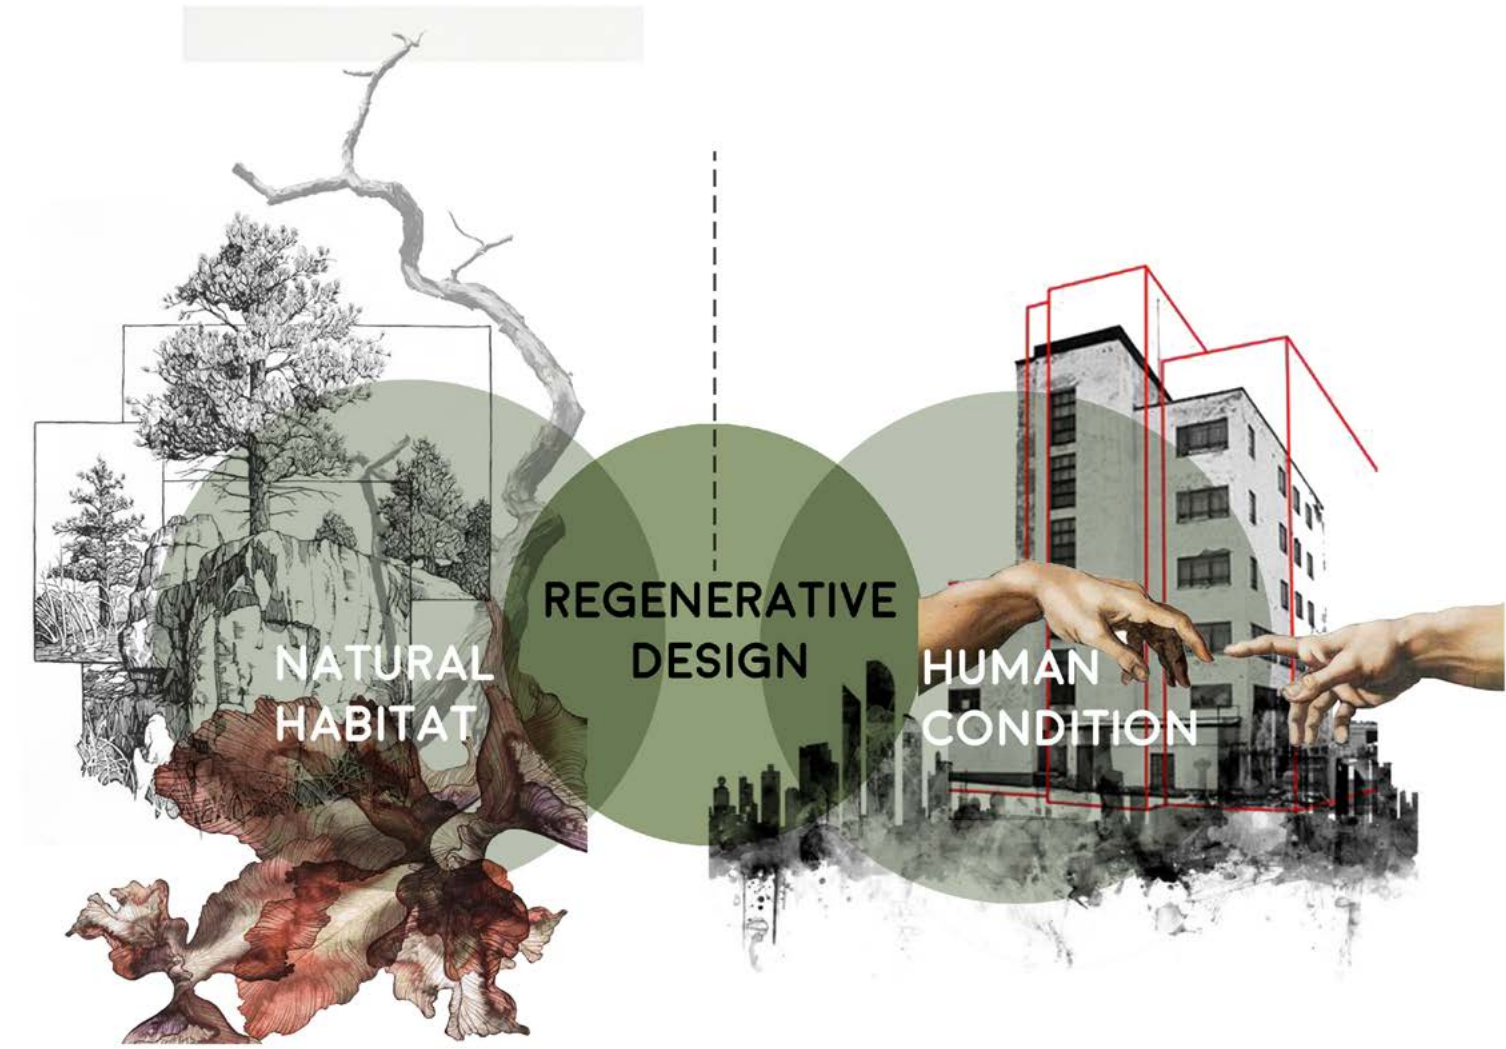 REGENERATIVE
DESIGN
NATURAL
HABITAT
HUMAN
CONDITION